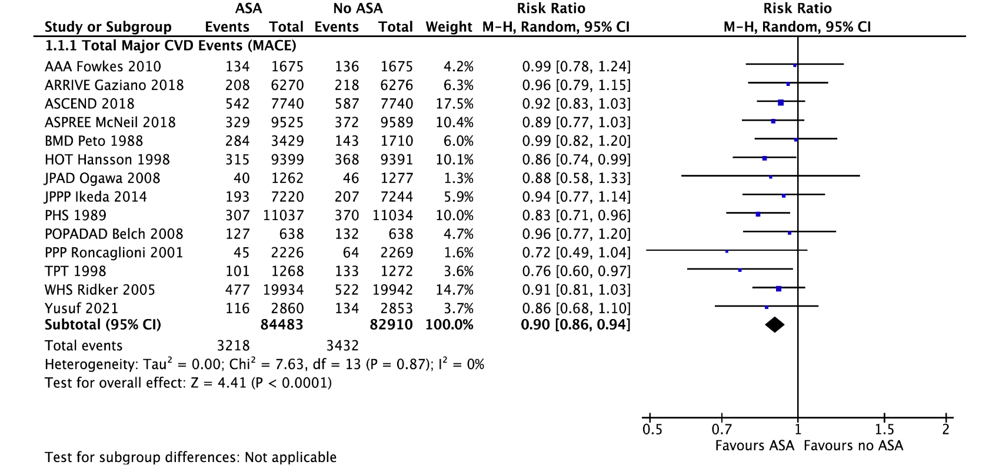 ASA No ASA Risk Ratio Risk Ratio
Study or Subgroup Events Total Events Total Weight M-H, Random, 95% CI M-H, Random, 95% CI
1.1.1 Total Major CVD Events (MACE)
AAA Fowkes 2010 134 1675 136 1675 4.2% 0.99 [0.78, 1.24]
ARRIVE Gaziano 2018 208 6270 218 6276 6.3% 0.96 [0.79, 1.15]
ASCEND 2018 542 7740 587 7740 17.5% 0.92 [0.83, 1.03]
ASPREE McNeil 2018 329 9525 372 9589 10.4% 0.89 [0.77, 1.03]
BMD Peto 1988 284 3429 143 1710 6.0% 0.99 [0.82, 1.20]
HOT Hansson 1998 315 9399 368 9391 10.1% 0.86 [0.74, 0.99]
JPAD Ogawa 2008 40 1262 46 1277 1.3% 0.88 [0.58, 1.33]
JPPP Ikeda 2014 193 7220 207 7244 5.9% 0.94 [0.77, 1.14]
PHS 1989 307 11037 370 11034 10.0% 0.83 [0.71, 0.96]
POPADAD Belch 2008 127 638 132 638 4.7% 0.96 [0.77, 1.20]
PPP Roncaglioni 2001 45 2226 64 2269 1.6% 0.72 [0.49, 1.04]
TPT 1998 101 1268 133 1272 3.6% 0.76 [0.60, 0.97]
WHS Ridker 2005 477 19934 522 19942 14.7% 0.91 [0.81, 1.03]
Yusuf 2021 116 2860 134 2853 3.7% 0.86 [0.68, 1.10]
Subtotal (95% CI) 84483 82910 100.0% 0.90 [0.86, 0.94]
Total events 3218 3432
Heterogeneity: Tau² = 0.00; Chi² = 7.63, df = 13 (P = 0.87); I² = 0%
Test for overall effect: Z = 4.41 (P < 0.0001)
0.5 0.7 1 1.5 2
Favours ASA Favours no ASA
Test for subgroup differences: Not applicable